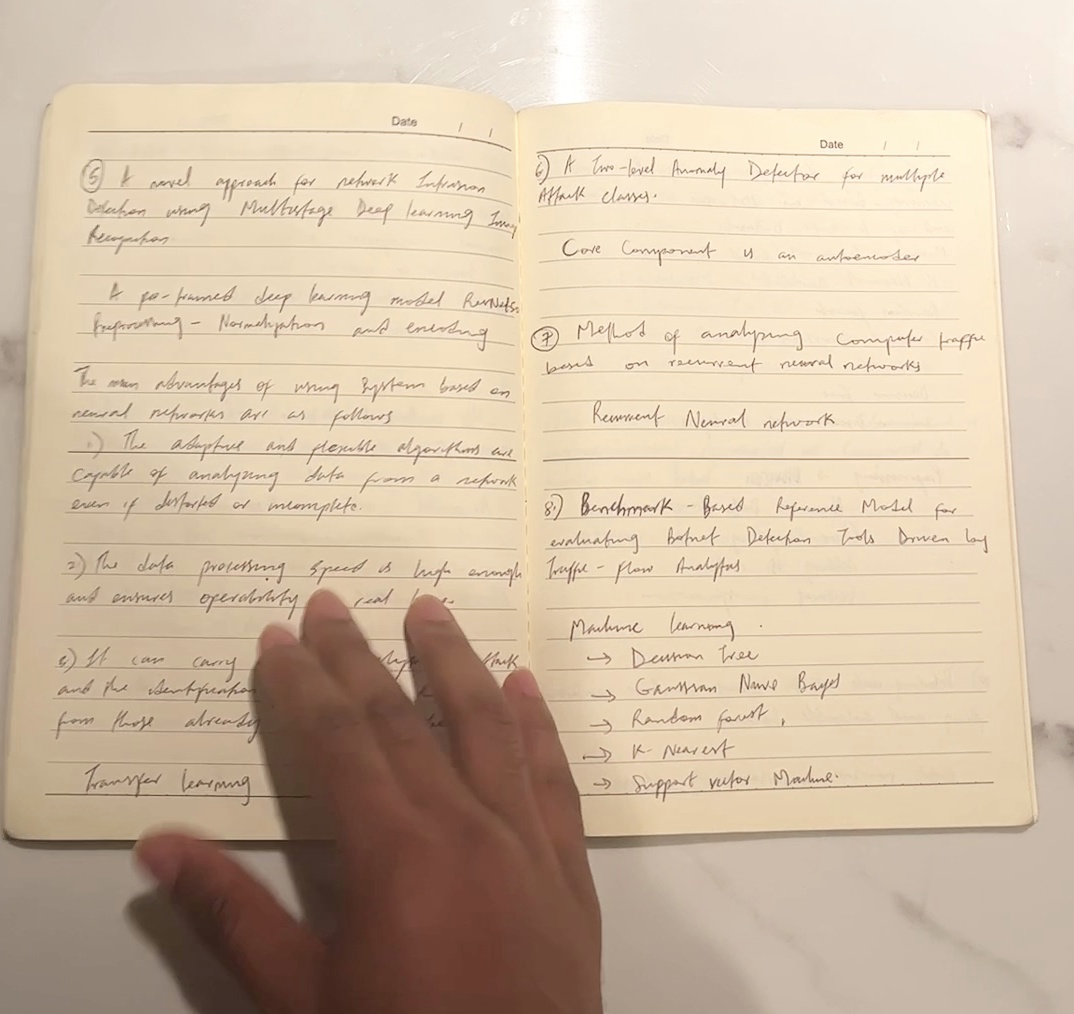 Date / /
⑤ A novel approach for network Intrusion
Detection using Multistage Deep learning Image
Recognition.
A pre-trained deep learning model ResNets.
Preprocessing - Normalization and encoding
The main advantages of using system based on
neural networks are as follows
1.) The adaptive and flexible algorithms are
capable of analyzing data from a network
even if distorted or incomplete.
2.) The data processing speed is high enough
and ensures operability real
3.) It can carry
and the identification
from those already
Transfer learning
Date / /
6) A Two-level Anomaly Detector for multiple
Attack classes.
Core Component is an autoencoder
⑦ Method of analyzing Computer traffic
based on recurrent neural networks
Recurrent Neural network
8.) Benchmark - Based Reference Model for
evaluating Botnet Detection Tools Driven by
Traffic - Flow Analytics
Machine learning.
→ Decision Tree
→ Gaussian Naive Bayes
→ Random forest,
→ K- Nearest
→ Support vector Machine.